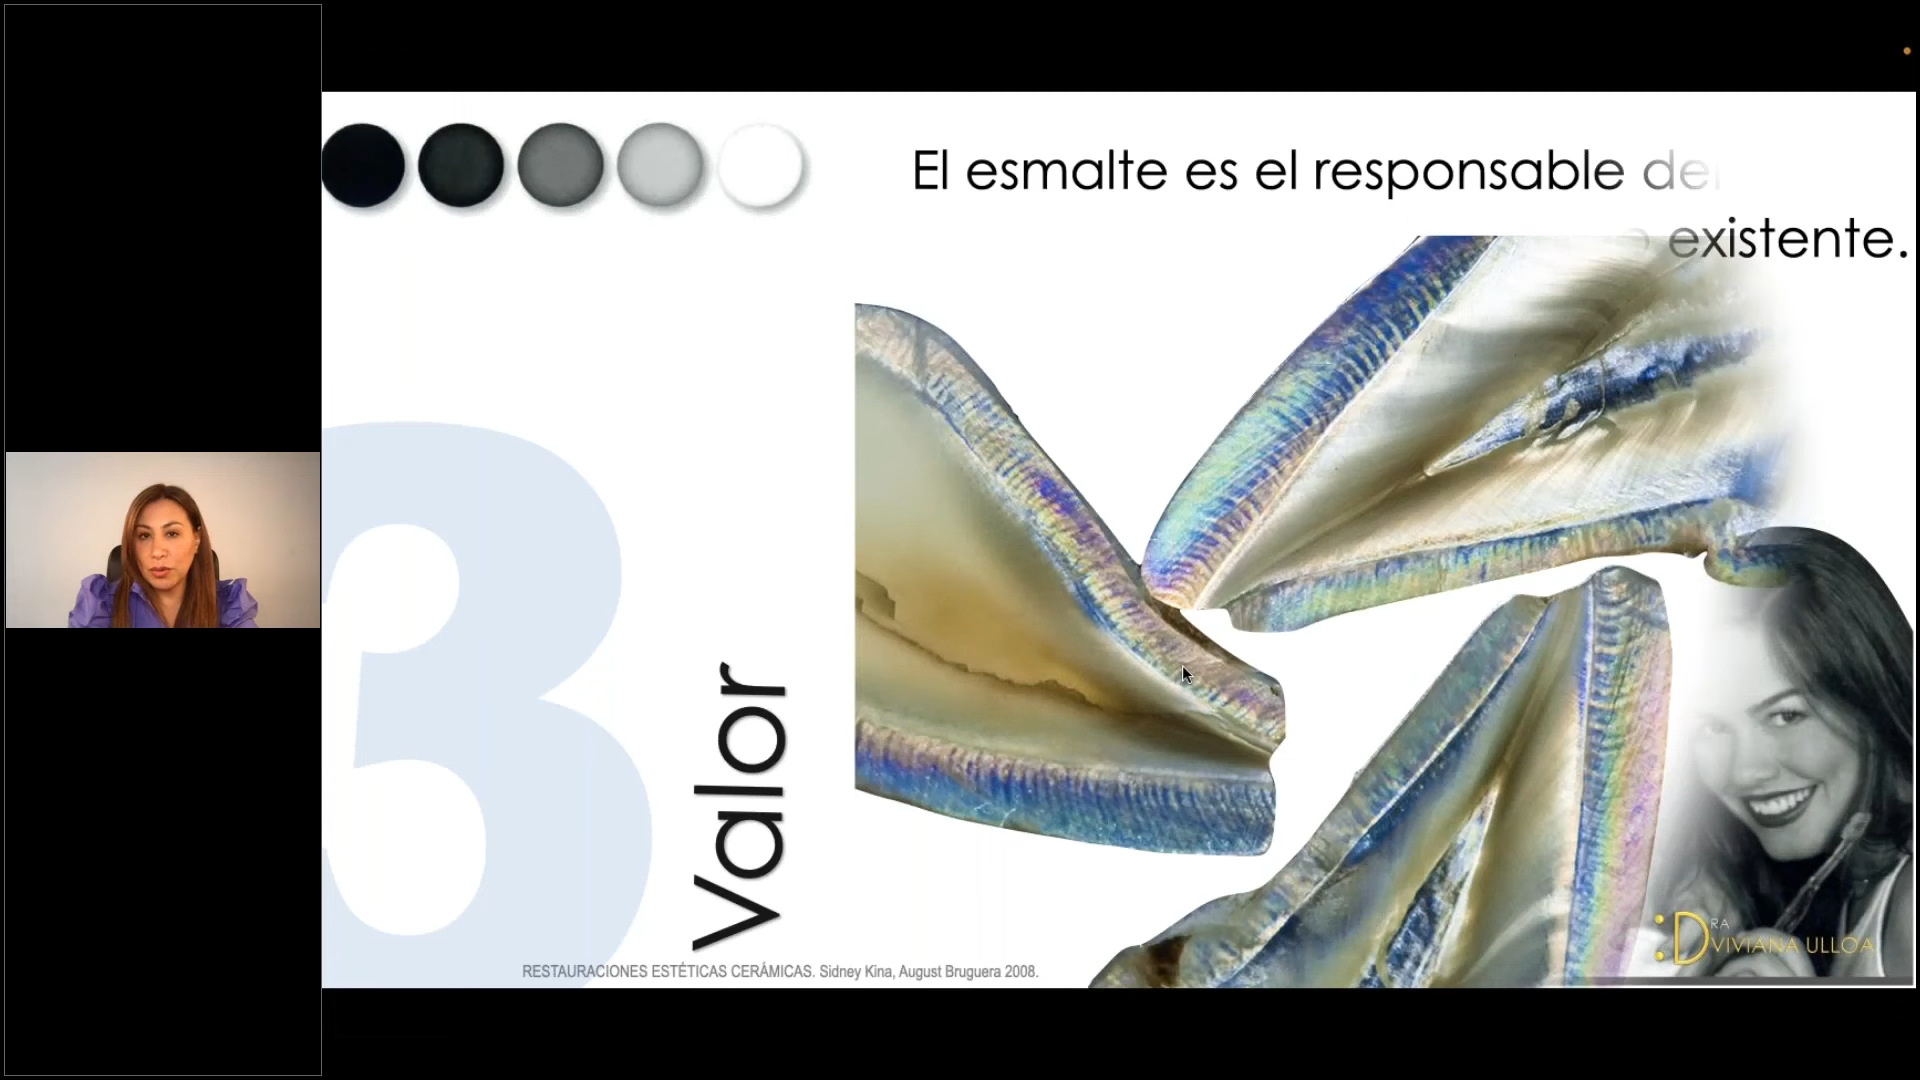 El esmalte es el responsable del
existente.
3
Valor
RESTAURACIONES ESTÉTICAS CERÁMICAS. Sidney Kina, August Bruguera 2008.
:DRA
VIVIANA ULLOA